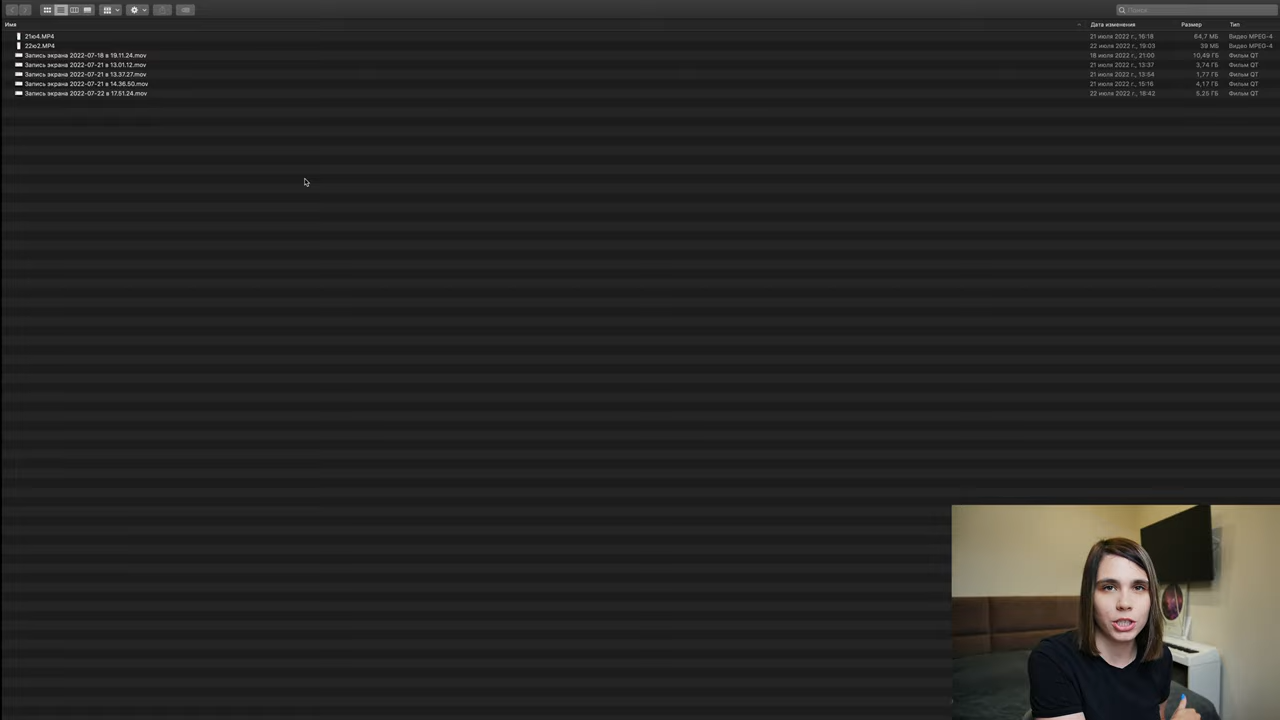 Поиск
Имя Дата изменения Размер Тип
21ю4.MP4 21 июля 2022 г., 16:18 64,7 МБ Видео MPEG-4
22ю2.MP4 22 июля 2022 г., 19:03 39 МБ Видео MPEG-4
Запись экрана 2022-07-18 в 19.11.24.mov 18 июля 2022 г., 21:00 10,49 ГБ Фильм QT
Запись экрана 2022-07-21 в 13.01.12.mov 21 июля 2022 г., 13:37 3,74 ГБ Фильм QT
Запись экрана 2022-07-21 в 13.37.27.mov 21 июля 2022 г., 13:54 1,77 ГБ Фильм QT
Запись экрана 2022-07-21 в 14.36.50.mov 21 июля 2022 г., 15:16 4,17 ГБ Фильм QT
Запись экрана 2022-07-22 в 17.51.24.mov 22 июля 2022 г., 18:42 5,25 ГБ Фильм QT